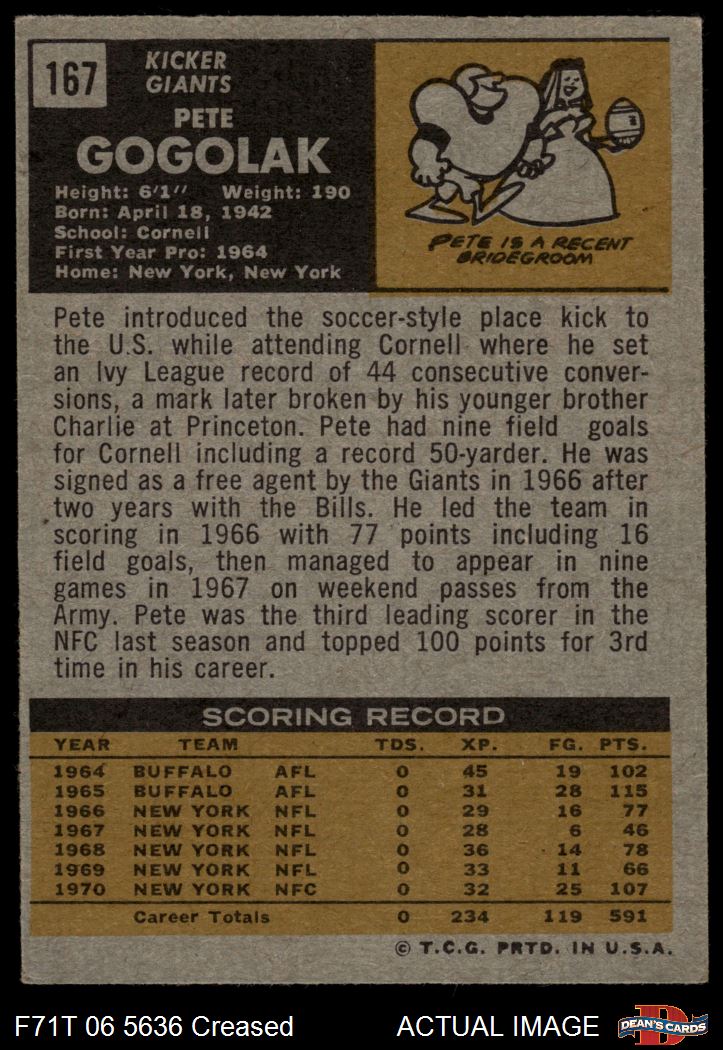 167
KICKER
GIANTS
PETE
GOGOLAK
Height: 6'1" Weight: 190
Born: April 18, 1942
School: Cornell
First Year Pro: 1964
Home: New York, New York
PETE IS A RECENT
BRIDEGROOM
Pete introduced the soccer-style place kick to
the U.S. while attending Cornell where he set
an Ivy League record of 44 consecutive conver-
sions, a mark later broken by his younger brother
Charlie at Princeton. Pete had nine field goals
for Cornell including a record 50-yarder. He was
signed as a free agent by the Giants in 1966 after
two years with the Bills. He led the team in
scoring in 1966 with 77 points including 16
field goals, then managed to appear in nine
games in 1967 on weekend passes from the
Army. Pete was the third leading scorer in the
NFC last season and topped 100 points for 3rd
time in his career.
SCORING RECORD
YEAR TEAM TDS. XP. FG. PTS.
1964 BUFFALO AFL 0 45 19 102
1965 BUFFALO AFL 0 31 28 115
1966 NEW YORK NFL 0 29 16 77
1967 NEW YORK NFL 0 28 6 46
1968 NEW YORK NFL 0 36 14 78
1969 NEW YORK NFL 0 33 11 66
1970 NEW YORK NFC 0 32 25 107
Career Totals 0 234 119 591
© T.C.G. PRTD. IN U.S.A.
F71T 06 5636 Creased ACTUAL IMAGE
D
DEAN'S CARDS